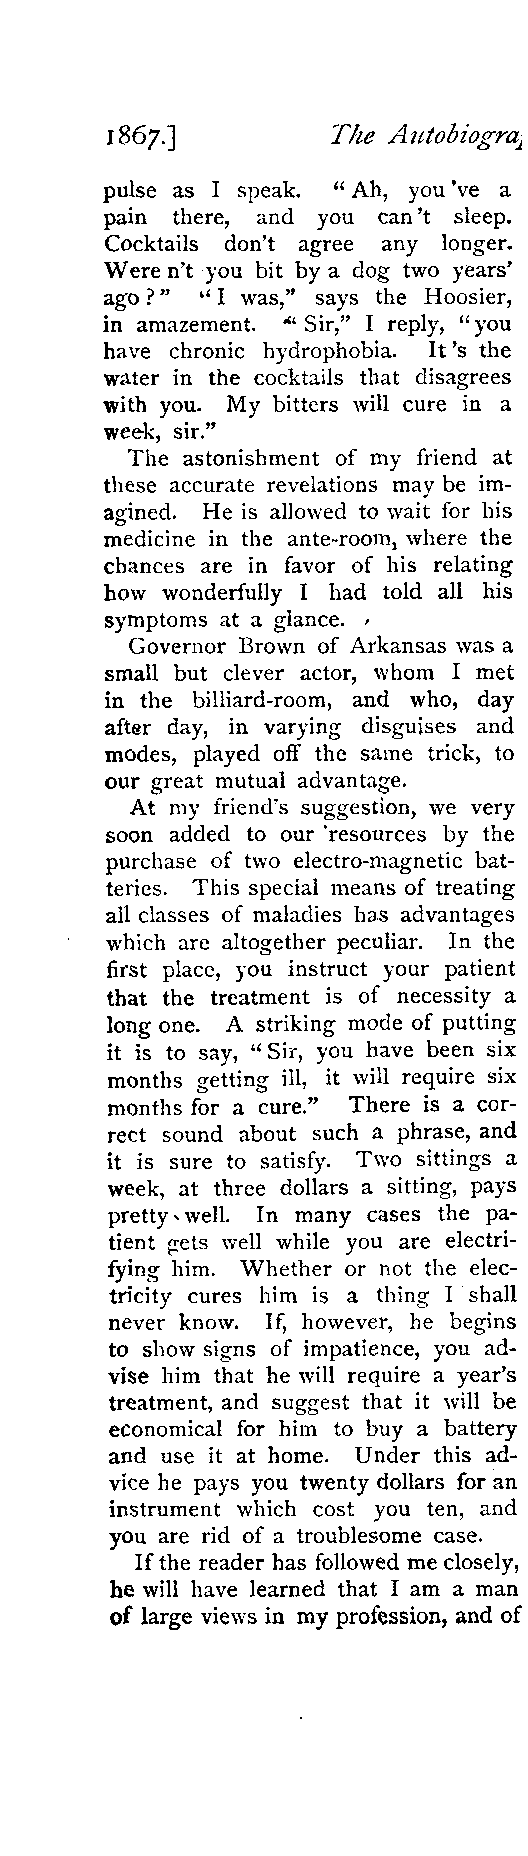 1867.] The Autobiogra
pulse as I speak. "Ah, you 've a
pain there, and you can't sleep.
Cocktails don't agree any longer.
Were n't you bit by a dog two years'
ago?" "I was," says the Hoosier,
in amazement. "Sir," I reply, "you
have chronic hydrophobia. It 's the
water in the cocktails that disagrees
with you. My bitters will cure in a
week, sir."
The astonishment of my friend at
these accurate revelations may be im-
agined. He is allowed to wait for his
medicine in the ante-room, where the
chances are in favor of his relating
how wonderfully I had told all his
symptoms at a glance.
Governor Brown of Arkansas was a
small but clever actor, whom I met
in the billiard-room, and who, day
after day, in varying disguises and
modes, played off the same trick, to
our great mutual advantage.
At my friend's suggestion, we very
soon added to our resources by the
purchase of two electro-magnetic bat-
teries. This special means of treating
all classes of maladies has advantages
which are altogether peculiar. In the
first place, you instruct your patient
that the treatment is of necessity a
long one. A striking mode of putting
it is to say, "Sir, you have been six
months getting ill, it will require six
months for a cure." There is a cor-
rect sound about such a phrase, and
it is sure to satisfy. Two sittings a
week, at three dollars a sitting, pays
pretty well. In many cases the pa-
tient gets well while you are electri-
fying him. Whether or not the elec-
tricity cures him is a thing I shall
never know. If, however, he begins
to show signs of impatience, you ad-
vise him that he will require a year's
treatment, and suggest that it will be
economical for him to buy a battery
and use it at home. Under this ad-
vice he pays you twenty dollars for an
instrument which cost you ten, and
you are rid of a troublesome case.
If the reader has followed me closely,
he will have learned that I am a man
of large views in my profession, and of